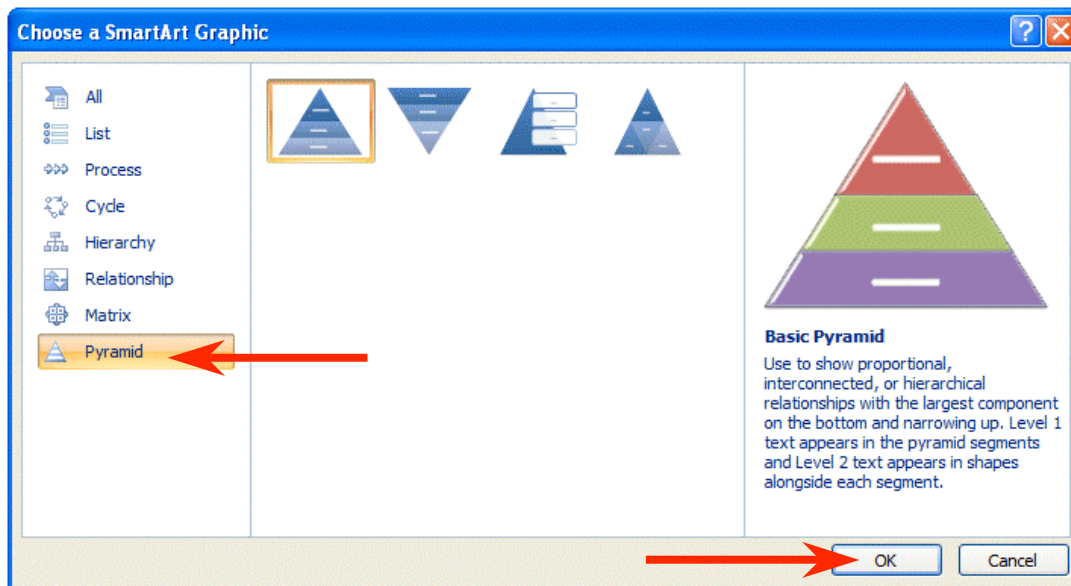 Choose a SmartArt Graphic
?
All
List
Process
Cycle
Hierarchy
Relationship
Matrix
Pyramid
Basic Pyramid
Use to show proportional,
interconnected, or hierarchical
relationships with the largest component
on the bottom and narrowing up. Level 1
text appears in the pyramid segments
and Level 2 text appears in shapes
alongside each segment.
OK
Cancel